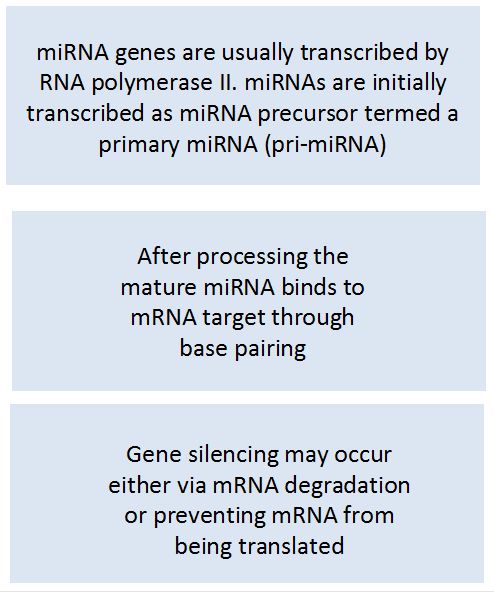 miRNA genes are usually transcribed by
RNA polymerase II. miRNAs are initially
transcribed as miRNA precursor termed a
primary miRNA (pri-miRNA)
After processing the
mature miRNA binds to
mRNA target through
base pairing
Gene silencing may occur
either via mRNA degradation
or preventing mRNA from
being translated